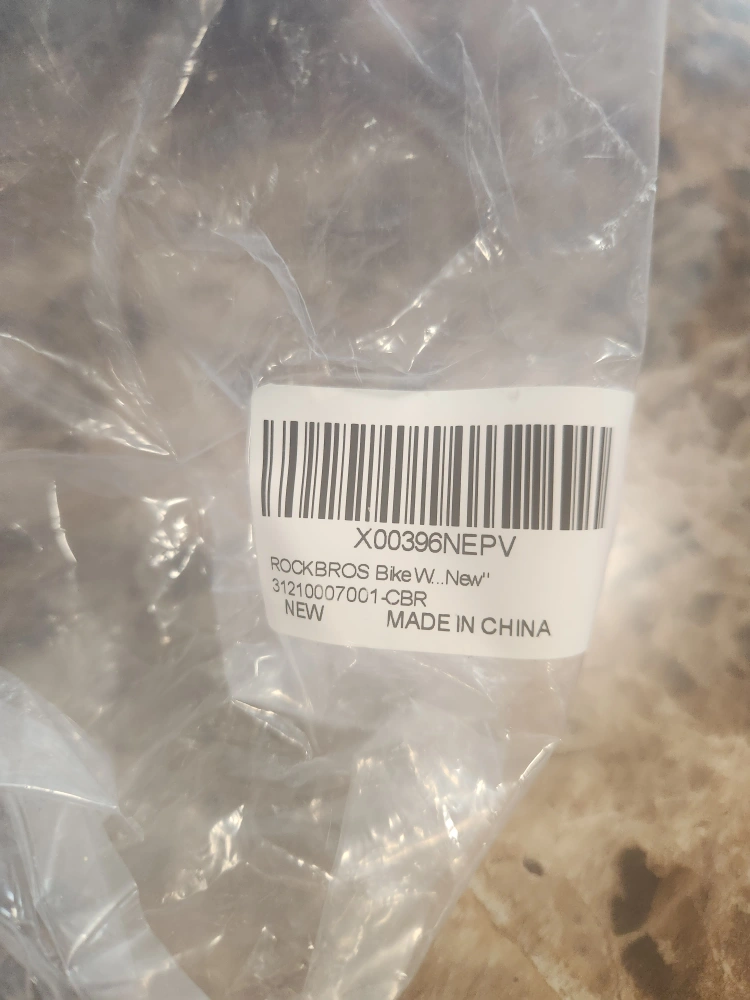 X00396NEPV
ROCKBROS Bike W...New"
31210007001-CBR
NEW MADE IN CHINA